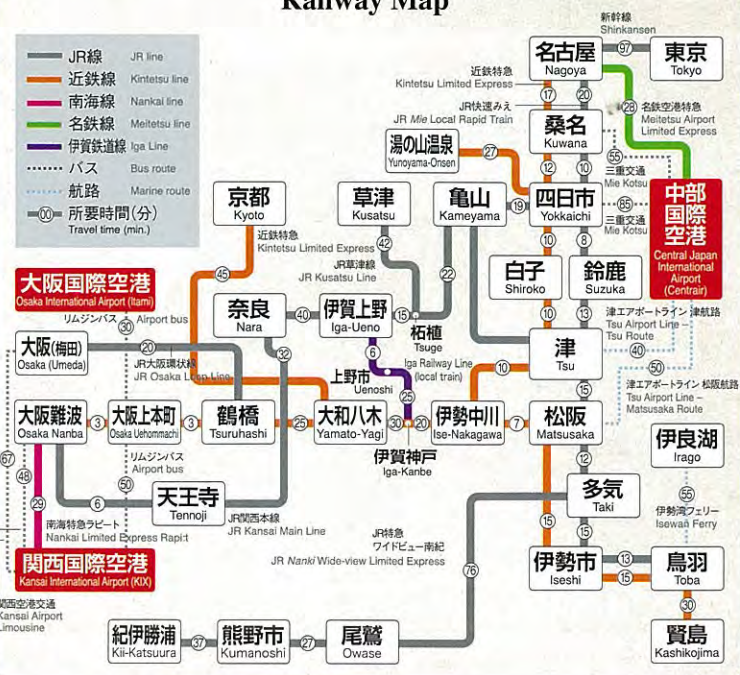 Railway Map
JR線 JR line
近鉄線 Kintetsu line
南海線 Nankai line
名鉄線 Meitetsu line
伊賀鉄道線 Iga Line
バス Bus route
航路 Marine route
00 所要時間(分)
Travel time (min.)
新幹線
Shinkansen
名古屋
Nagoya
97
東京
Tokyo
近鉄特急
Kintetsu Limited Express
17
20
28
名鉄空港特急
Meitetsu Airport
Limited Express
JR快速みえ
JR Mie Local Rapid Train
桑名
Kuwana
55
三重交通
Mie Kotsu
湯の山温泉
Yunoyama-Onsen
27
12
10
中部
国際
空港
Central Japan
International
Airport
(Centrair)
京都
Kyoto
草津
Kusatsu
亀山
Kameyama
19
四日市
Yokkaichi
85
三重交通
Mie Kotsu
近鉄特急
Kintetsu Limited Express
42
10
8
JR草津線
JR Kusatsu Line
22
白子
Shiroko
鈴鹿
Suzuka
45
大阪国際空港
Osaka International Airport (Itami)
リムジンバス Airport bus
30
奈良
Nara
40
伊賀上野
Iga-Ueno
15
柘植
Tsuge
10
13
津エアポートライン 津航路
Tsu Airport Line –
Tsu Route
40
50
大阪(梅田)
Osaka (Umeda)
20
JR大阪環状線
JR Osaka Loop Line
32
6
上野市
Uenoshi
Iga Railway Line
(local train)
25
津
Tsu
10
15
津エアポートライン 松阪航路
Tsu Airport Line –
Matsusaka Route
大阪難波
Osaka Nanba
3
大阪上本町
Osaka Uehommachi
3
鶴橋
Tsuruhashi
25
大和八木
Yamato-Yagi
30
20
伊賀神戸
Iga-Kanbe
伊勢中川
Ise-Nakagawa
7
松阪
Matsusaka
12
伊良湖
Irago
67
48
29
リムジンバス
Airport bus
50
6
天王寺
Tennoji
JR関西本線
JR Kansai Main Line
多気
Taki
55
伊勢湾フェリー
Isewan Ferry
南海特急ラピート
Nankai Limited Express Rapi:t
JR特急
ワイドビュー南紀
JR Nanki Wide-view Limited Express
76
15
15
関西国際空港
Kansai International Airport (KIX)
伊勢市
Iseshi
13
15
鳥羽
Toba
関西空港交通
Kansai Airport
Limousine
30
紀伊勝浦
Kii-Katsuura
37
熊野市
Kumanoshi
27
尾鷲
Owase
賢島
Kashikojima